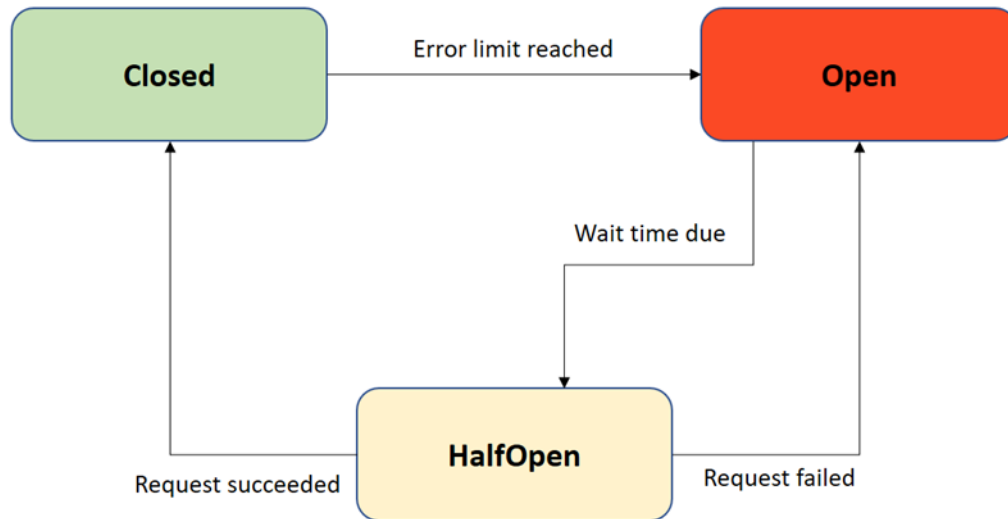 Closed
Error limit reached
Open
Wait time due
HalfOpen
Request succeeded
Request failed